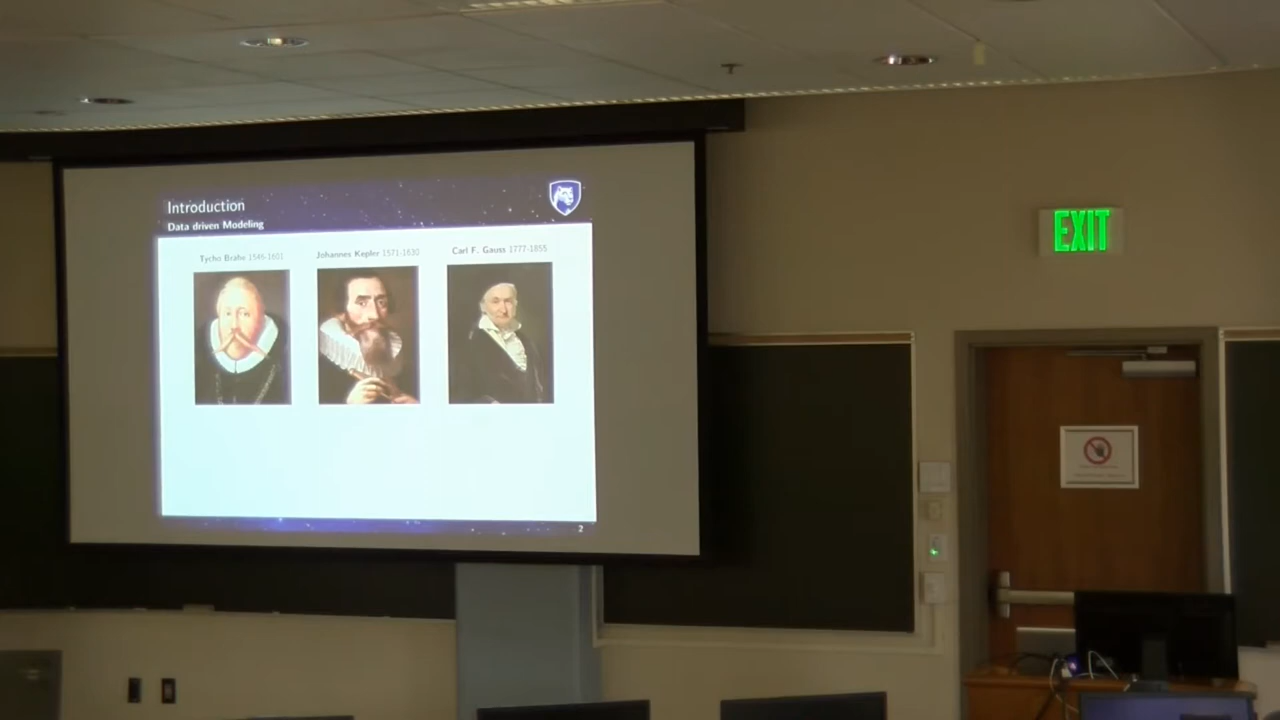 Introduction
Data driven Modeling
Tycho Brahe 1546-1601
Johannes Kepler 1571-1630
Carl F. Gauss 1777-1855
2
EXIT